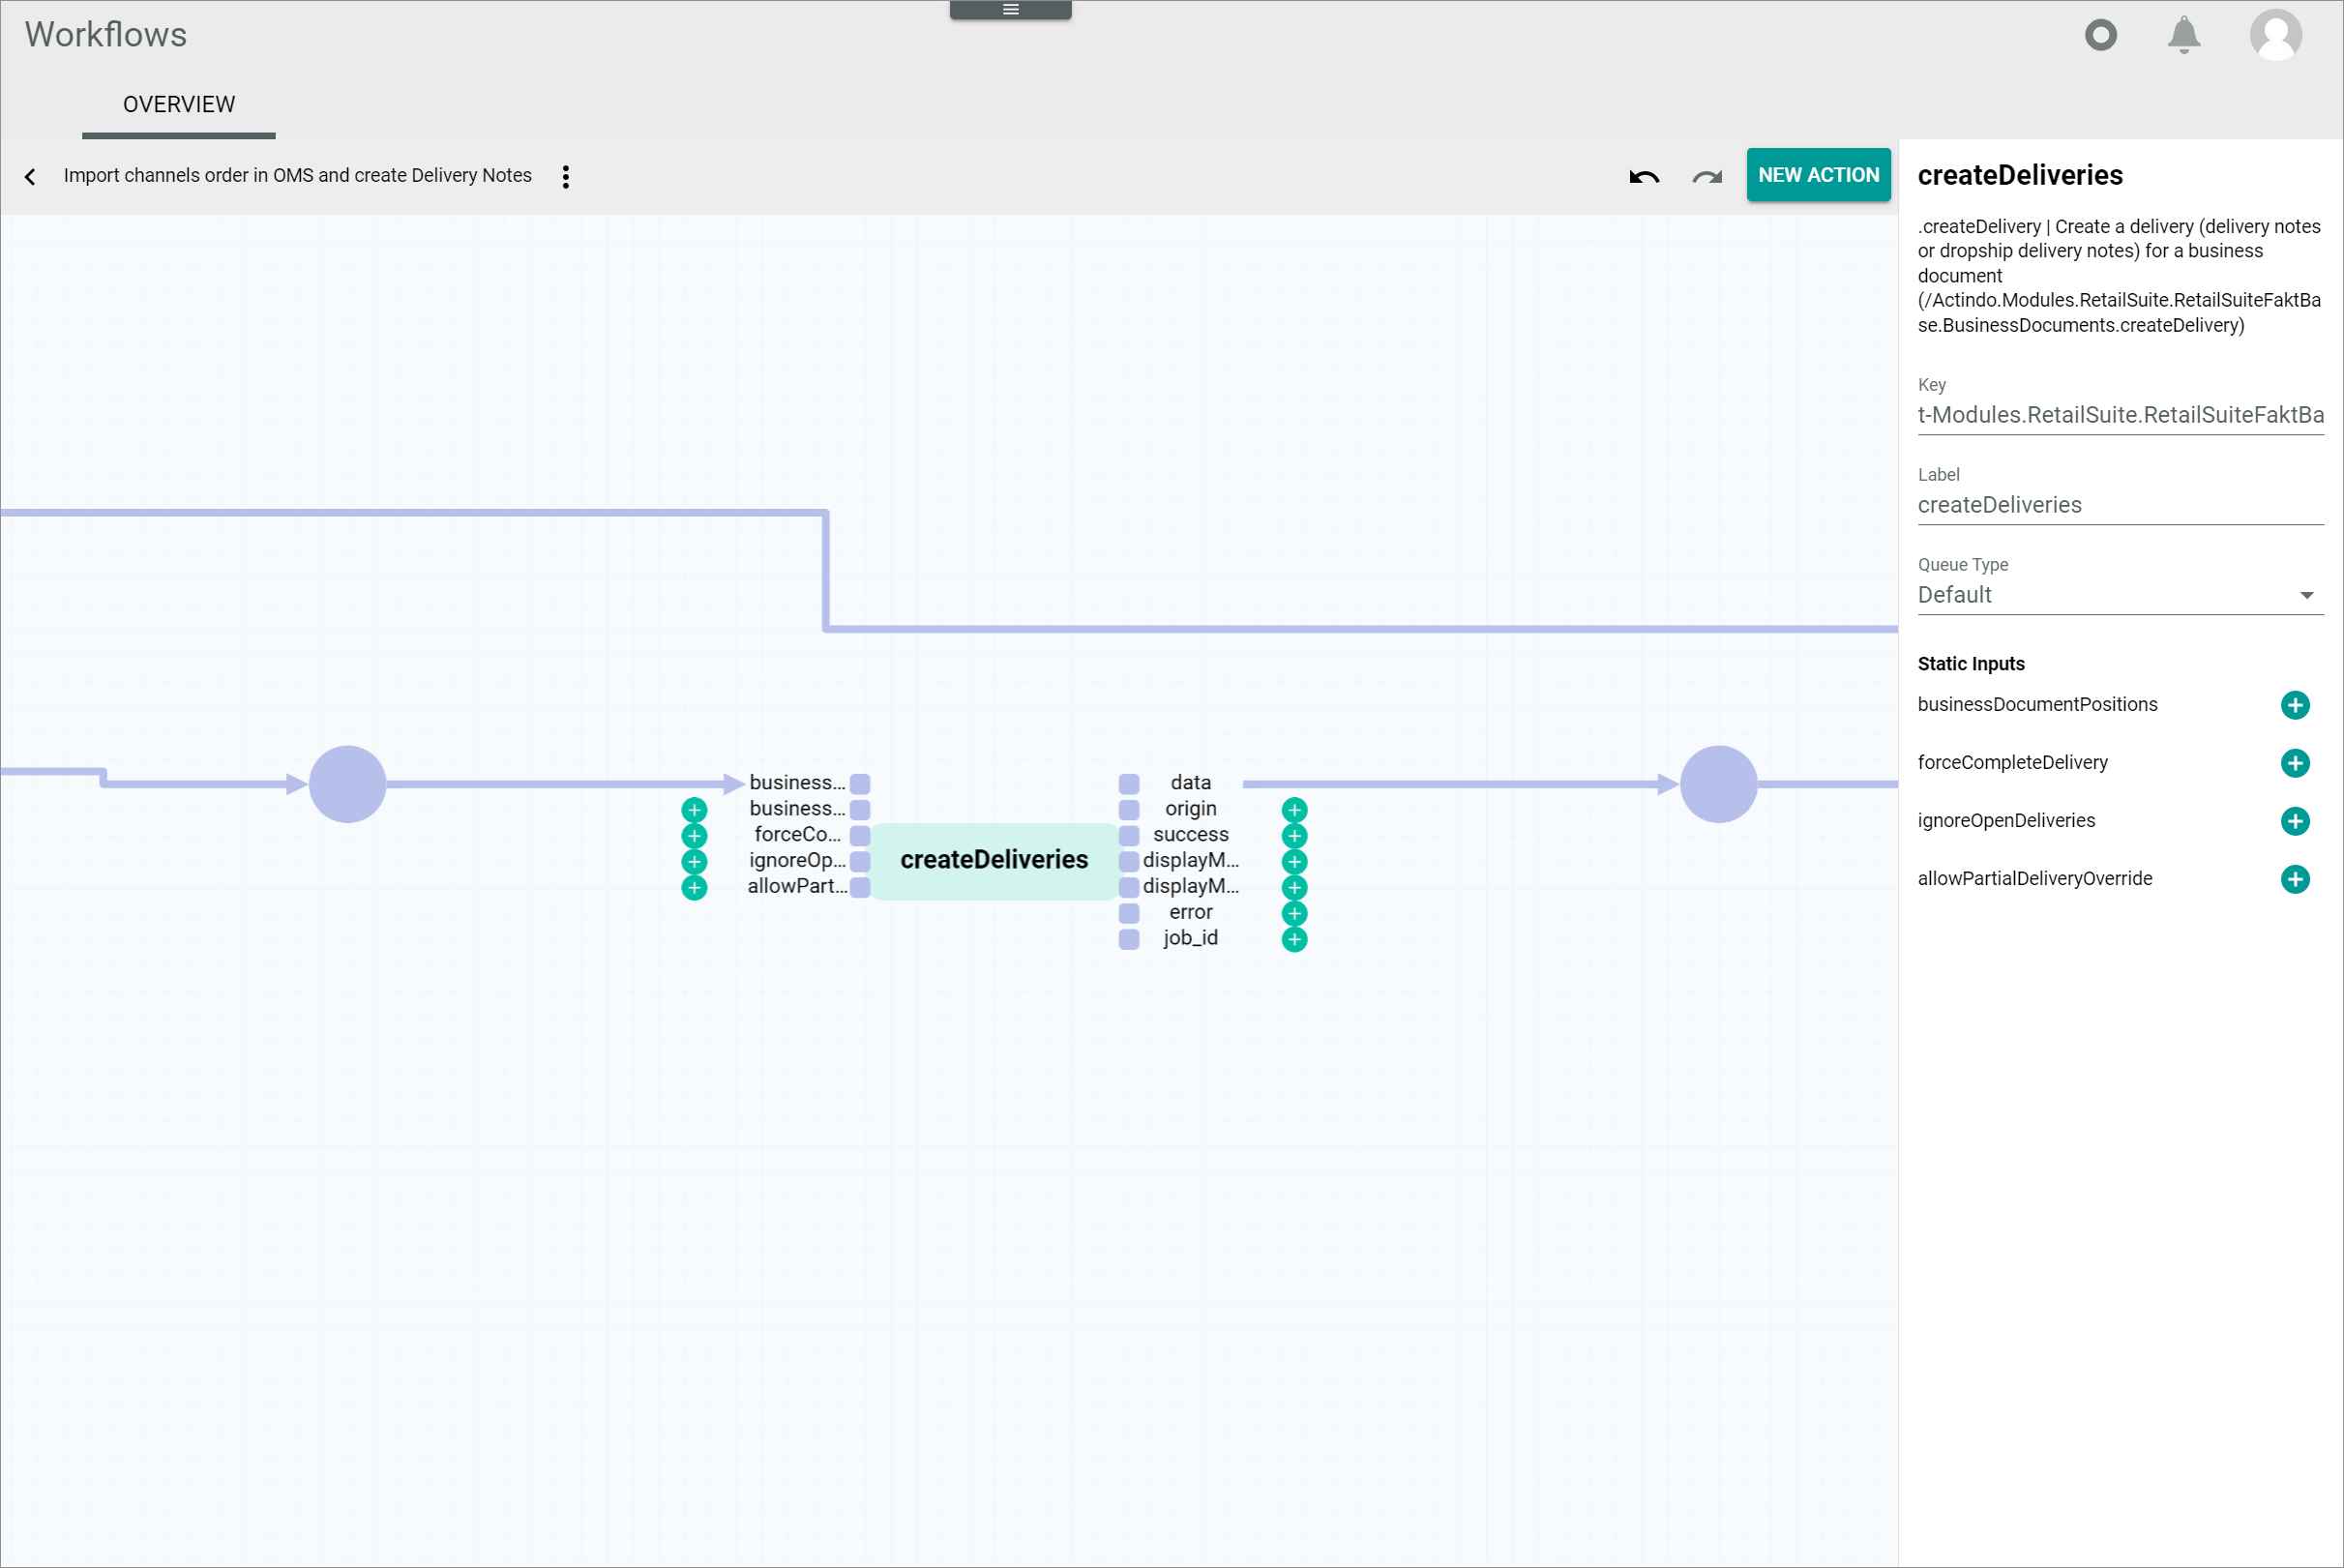 Workflows
OVERVIEW
Import channels order in OMS and create Delivery Notes
NEW ACTION
createDeliveries
.createDelivery | Create a delivery (delivery notes
or dropship delivery notes) for a business
document
(/Actindo.Modules.RetailSuite.RetailSuiteFaktBa
se.BusinessDocuments.createDelivery)
Key
t-Modules.RetailSuite.RetailSuiteFaktBa
Label
createDeliveries
Queue Type
Default
Static Inputs
businessDocumentPositions
forceCompleteDelivery
ignoreOpenDeliveries
allowPartialDeliveryOverride
business...
business...
forceCo...
ignoreOp...
allowPart...
createDeliveries
data
origin
success
displayM...
displayM...
error
job_id